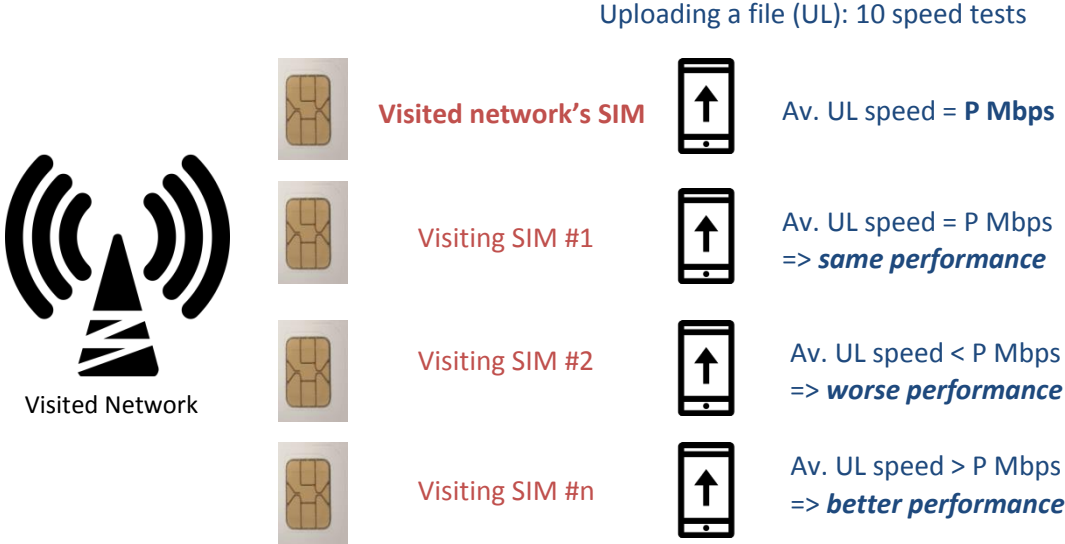 Uploading a file (UL): 10 speed tests
Visited network's SIM
Av. UL speed = P Mbps
Visiting SIM #1
Av. UL speed = P Mbps
=> same performance
Visiting SIM #2
Av. UL speed < P Mbps
=> worse performance
Visited Network
Visiting SIM #n
Av. UL speed > P Mbps
=> better performance